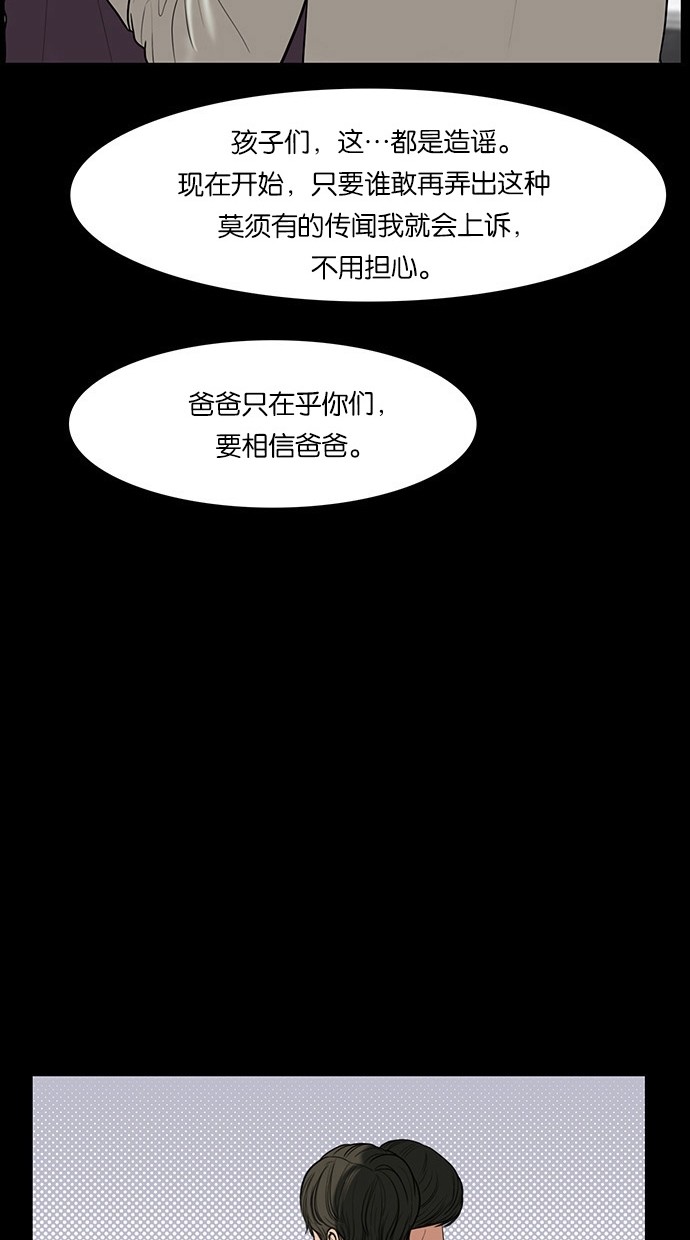 孩子们，这…都是造谣。
现在开始，只要谁敢再弄出这种
莫须有的传闻我就会上诉，
不用担心。
爸爸只在乎你们，
要相信爸爸。